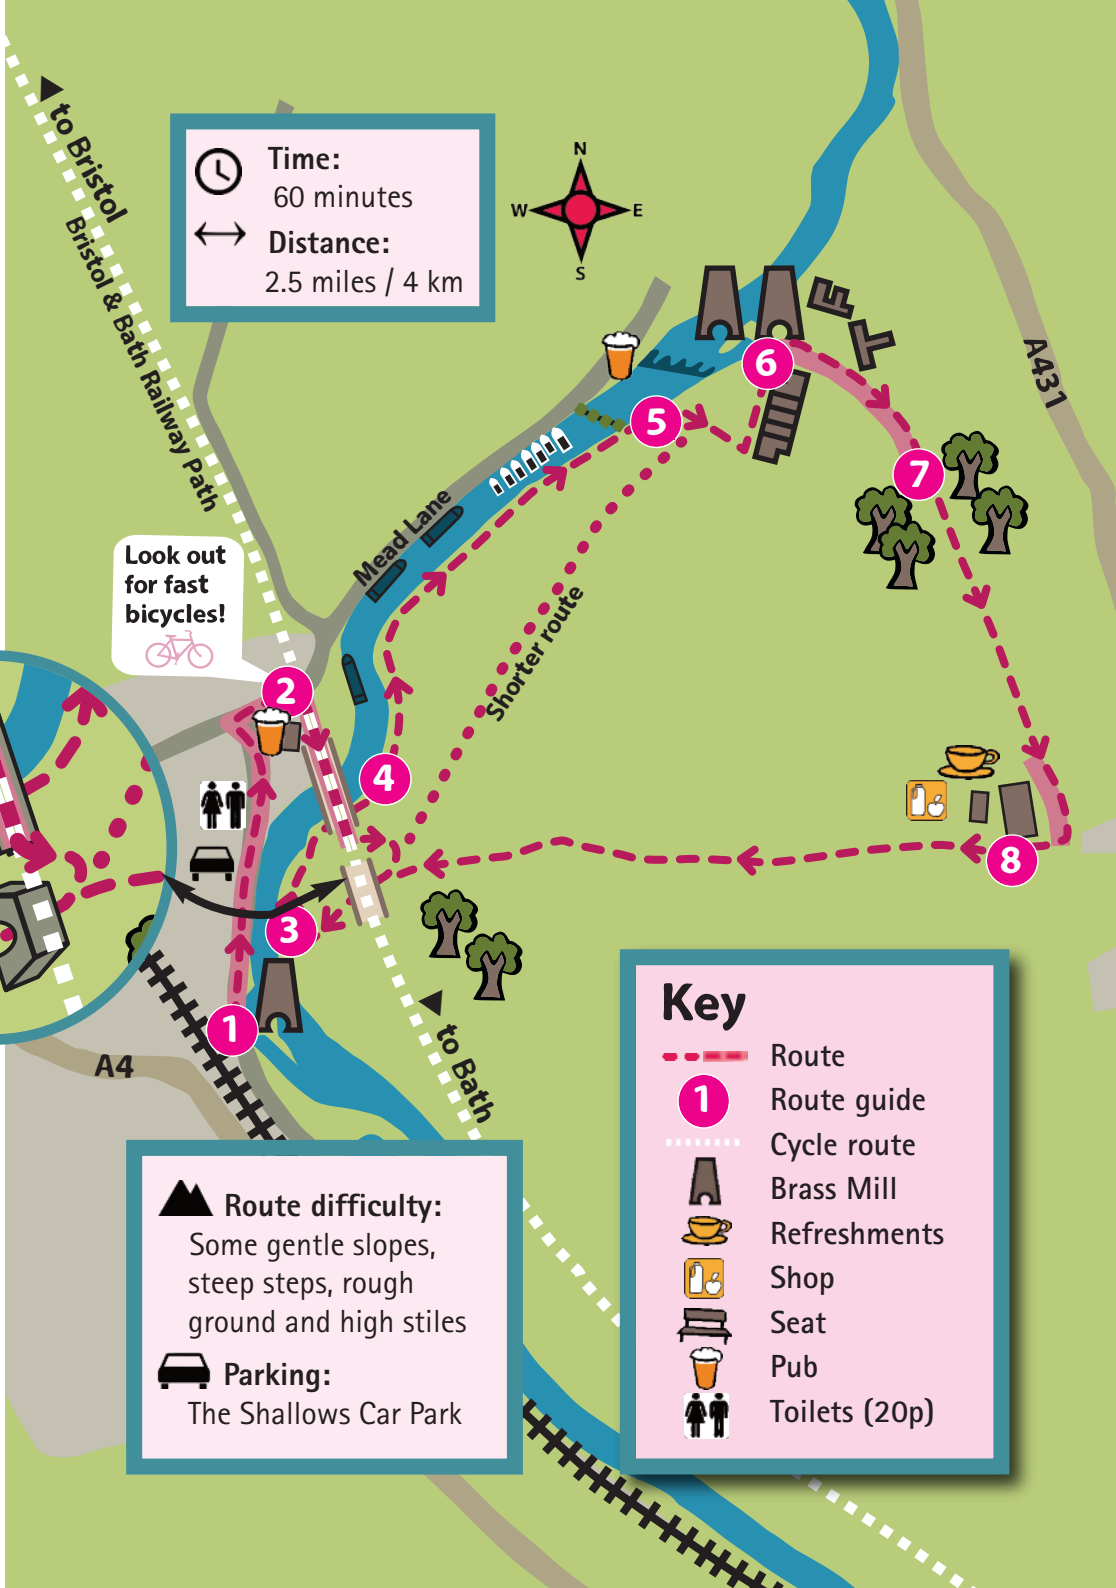 to Bristol
Bristol & Bath Railway Path
Time:
60 minutes
Distance:
2.5 miles / 4 km
N
W
E
S
A431
6
5
7
Mead Lane
Look out
for fast
bicycles!
Shorter route
2
4
8
3
1
A4
to Bath
Route difficulty:
Some gentle slopes,
steep steps, rough
ground and high stiles
Parking:
The Shallows Car Park
Key
Route
1
Route guide
Cycle route
Brass Mill
Refreshments
Shop
Seat
Pub
Toilets (20p)